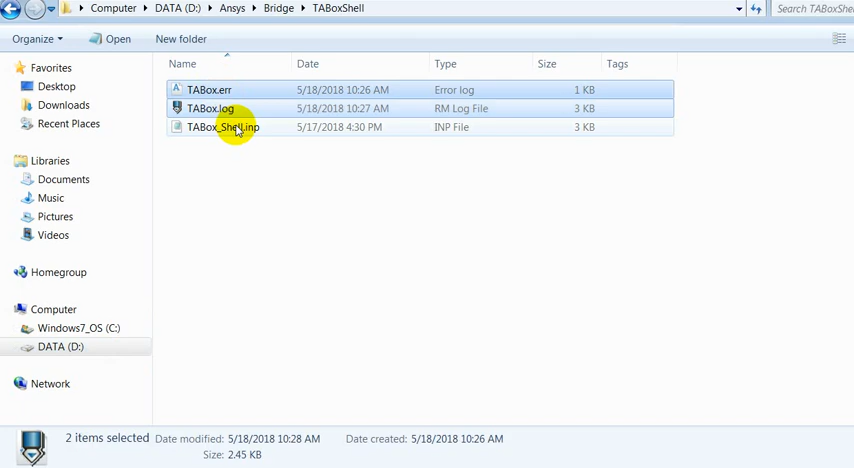 Computer DATA (D:) Ansys Bridge TABoxShell Search TABoxShell
Organize Open New folder
Name Date Type Size Tags
Favorites
Desktop
Downloads
Recent Places
Libraries
Documents
Music
Pictures
Videos
Homegroup
Computer
Windows7_OS (C:)
DATA (D:)
Network
TABox.err 5/18/2018 10:26 AM Error log 1 KB
TABox.log 5/18/2018 10:27 AM RM Log File 3 KB
TABox_Shell.inp 5/17/2018 4:30 PM INP File 3 KB
2 items selected Date modified: 5/18/2018 10:28 AM Date created: 5/18/2018 10:26 AM
Size: 2.45 KB